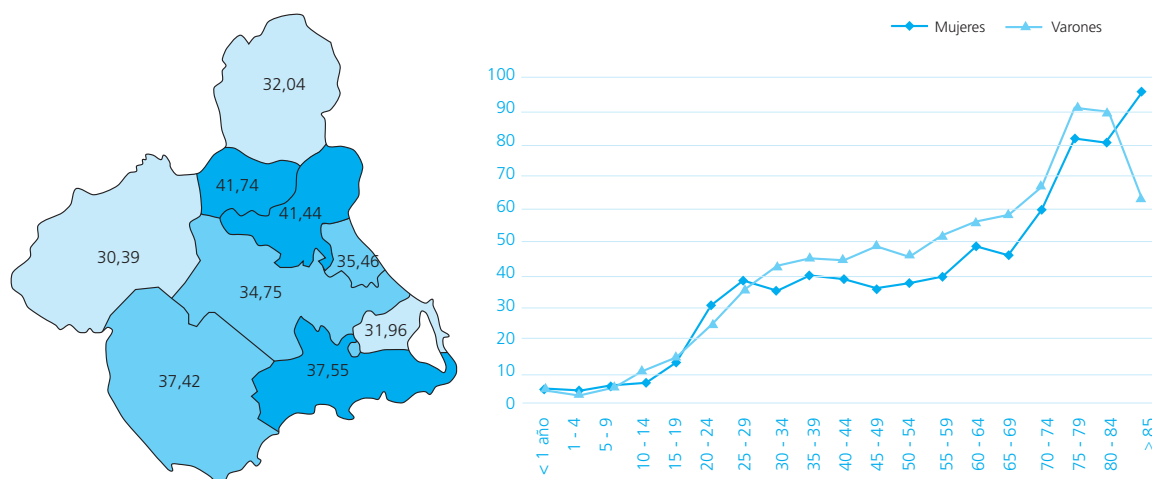 32,04
41,74
41,44
30,39
35,46
34,75
31,96
37,55
37,42
Mujeres
Varones
100
90
80
70
60
50
40
30
20
10
0
< 1 año
1 - 4
5 - 9
10 - 14
15 - 19
20 - 24
25 - 29
30 - 34
35 - 39
40 - 44
45 - 49
50 - 54
55 - 59
60 - 64
65 - 69
70 - 74
75 - 79
80 - 84
> 85